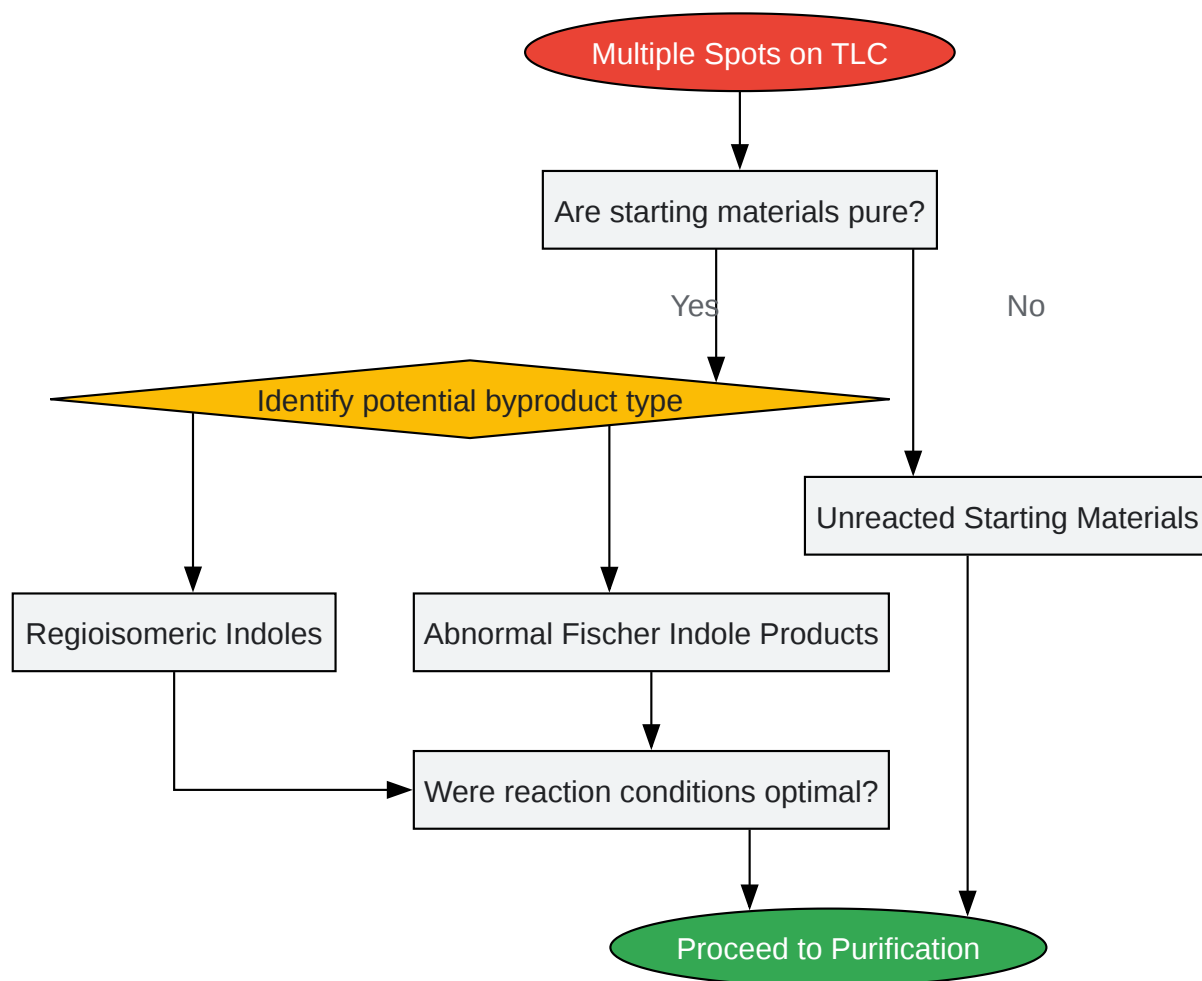 Multiple Spots on TLC
Are starting materials pure?
Yes
No
Identify potential byproduct type
Unreacted Starting Materials
Regioisomeric Indoles
Abnormal Fischer Indole Products
Were reaction conditions optimal?
Proceed to Purification